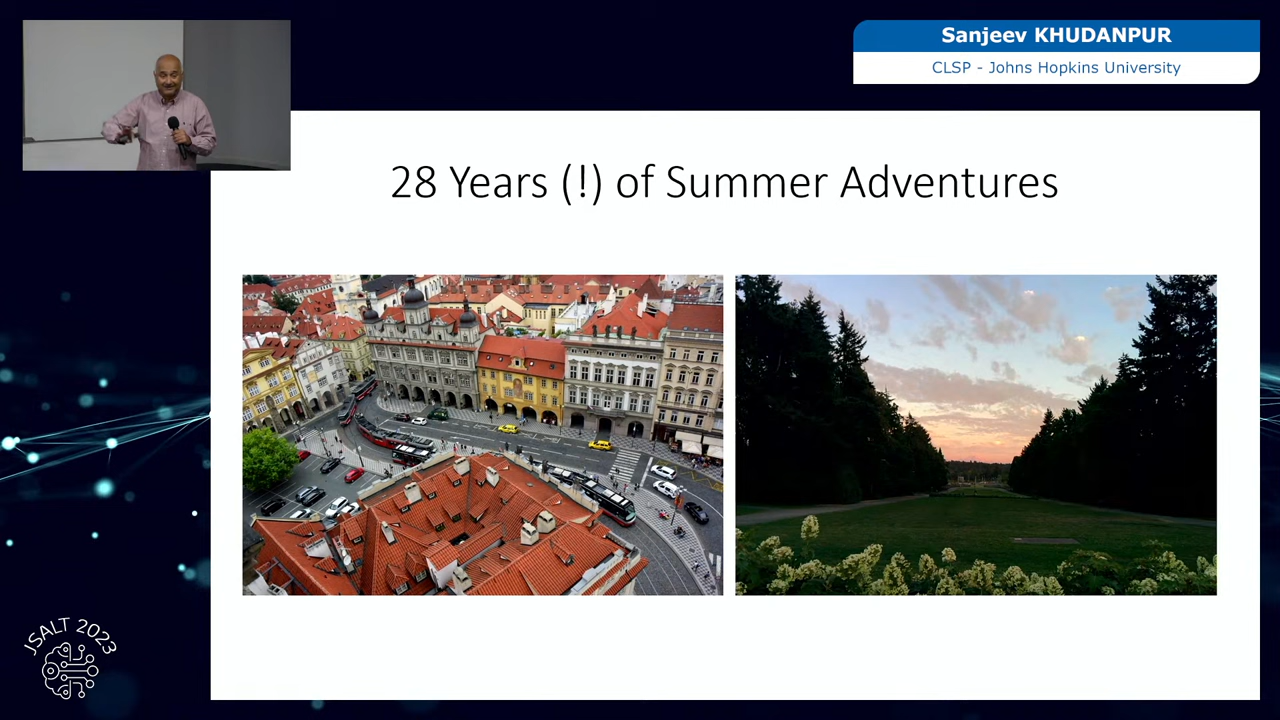 Sanjeev KHUDANPUR
CLSP - Johns Hopkins University
28 Years (!) of Summer Adventures
JSALT 2023